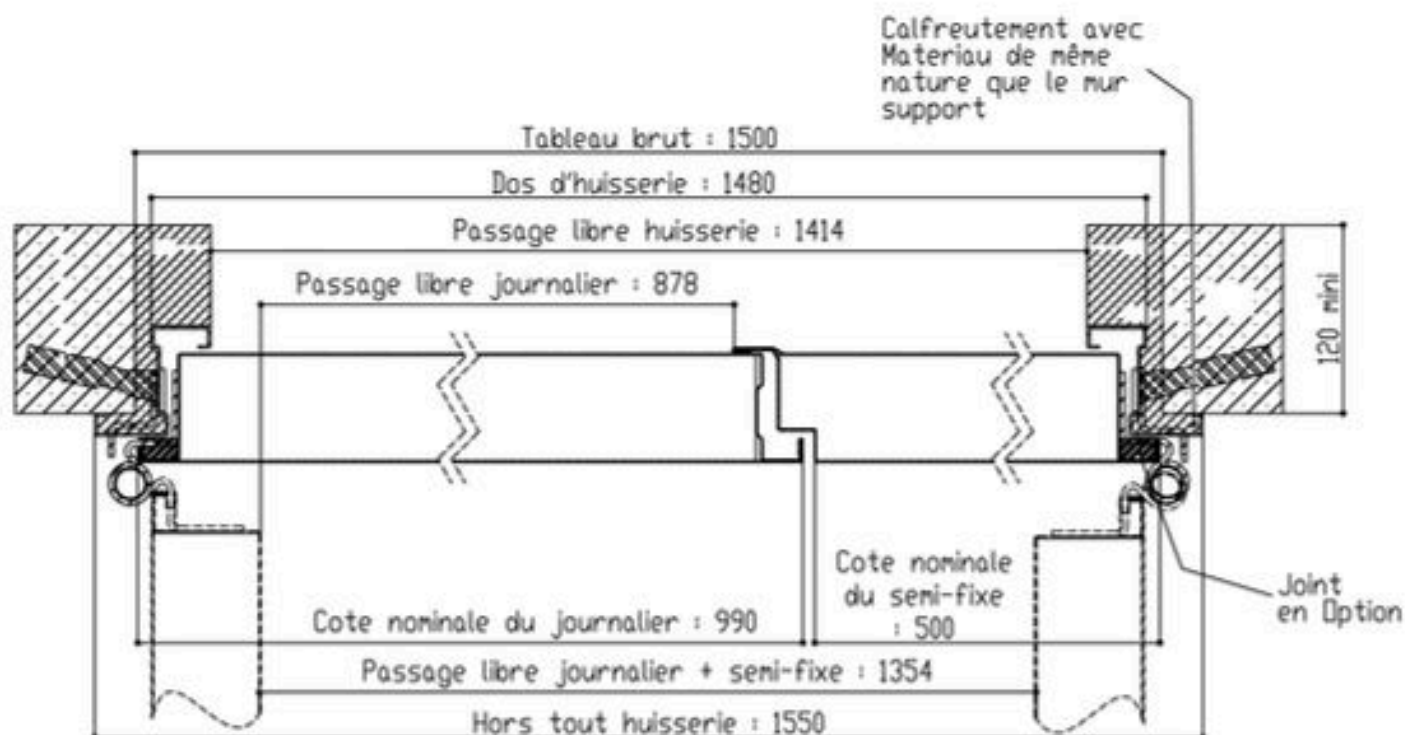 Calfreutement avec
Materiau de même
nature que le mur
support
Tableau brut : 1500
Dos d'huisserie : 1480
Passage libre huisserie : 1414
Passage libre journalier : 878
120 mini
Cote nominale
du semi-fixe
: 500
Joint
en Option
Cote nominale du journalier : 990
Passage libre journalier + semi-fixe : 1354
Hors tout huisserie : 1550